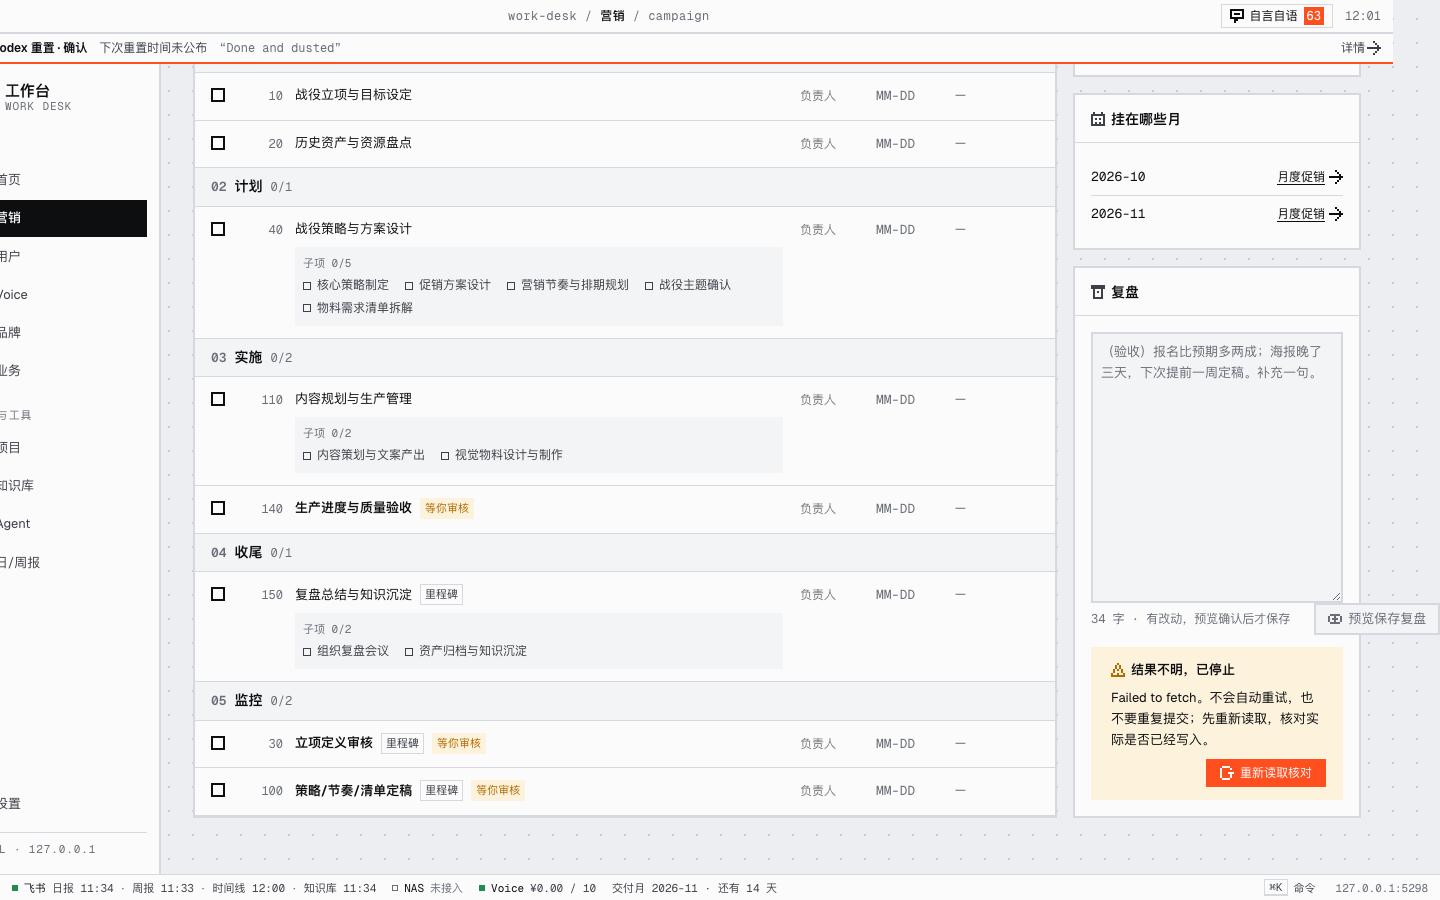 work-desk / 营销 / campaign
自言自语 63 12:01
odex 重置·确认 下次重置时间未公布 “Done and dusted” 详情
工作台
WORK DESK
首页
营销
用户
Voice
品牌
业务
与工具
项目
知识库
Agent
日/周报
设置
L · 127.0.0.1
10 战役立项与目标设定 负责人 MM-DD —
20 历史资产与资源盘点 负责人 MM-DD —
02 计划 0/1
40 战役策略与方案设计 负责人 MM-DD —
子项 0/5
核心策略制定 促销方案设计 营销节奏与排期规划 战役主题确认
物料需求清单拆解
03 实施 0/2
110 内容规划与生产管理 负责人 MM-DD —
子项 0/2
内容策划与文案产出 视觉物料设计与制作
140 生产进度与质量验收 等你审核 负责人 MM-DD —
04 收尾 0/1
150 复盘总结与知识沉淀 里程碑 负责人 MM-DD —
子项 0/2
组织复盘会议 资产归档与知识沉淀
05 监控 0/2
30 立项定义审核 里程碑 等你审核 负责人 MM-DD —
100 策略/节奏/清单定稿 里程碑 等你审核 负责人 MM-DD —
挂在哪些月
2026-10 月度促销
2026-11 月度促销
复盘
（验收）报名比预期多两成；海报晚了
三天，下次提前一周定稿。补充一句。
34 字 · 有改动，预览确认后才保存 预览保存复盘
结果不明，已停止
Failed to fetch。不会自动重试，也
不要重复提交；先重新读取，核对实
际是否已经写入。
重新读取核对
飞书 日报 11:34 · 周报 11:33 · 时间线 12:00 · 知识库 11:34 NAS 未接入 Voice ¥0.00 / 10 交付月 2026-11 · 还有 14 天 ⌘K 命令 127.0.0.1:5298